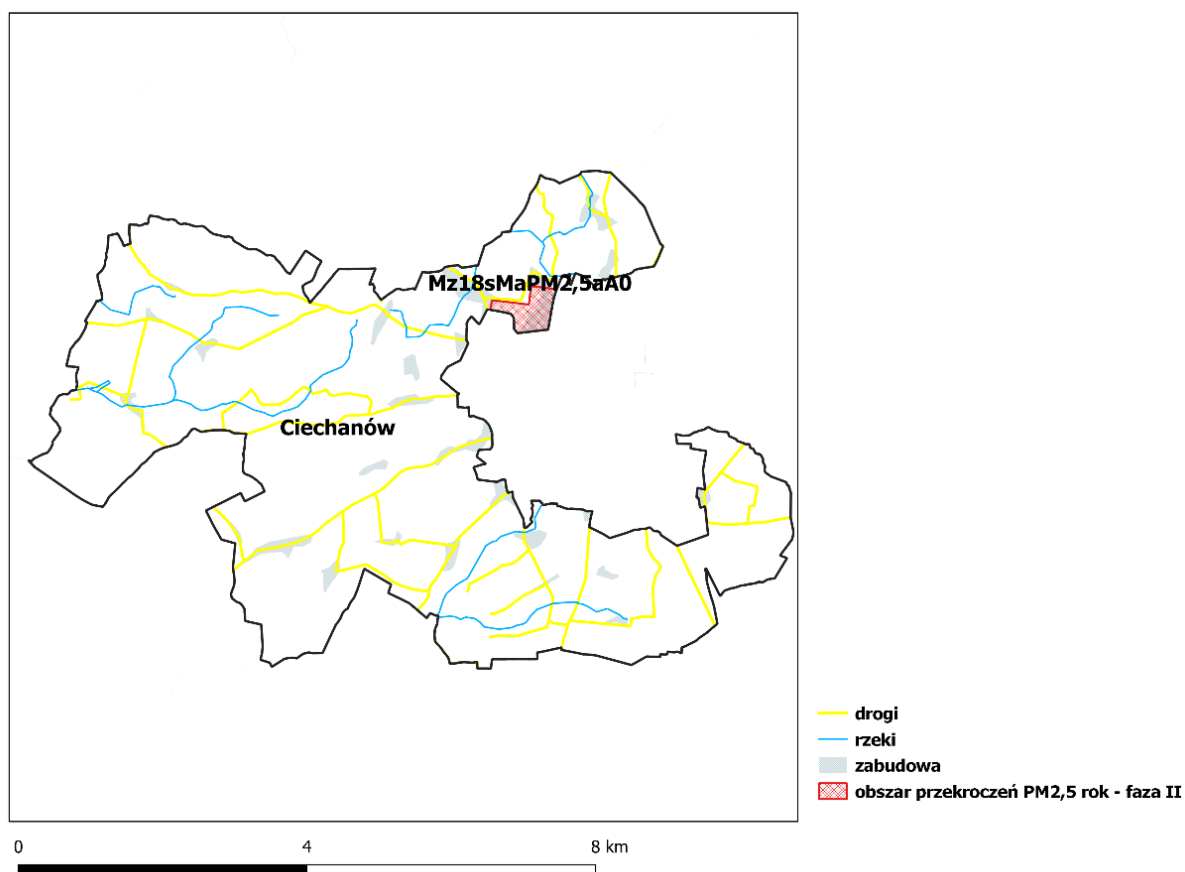 Mz18sMaPM2,5aA0
Ciechanów
drogi
rzeki
zabudowa
obszar przekroczeń PM2,5 rok - faza II
0 4 8 km